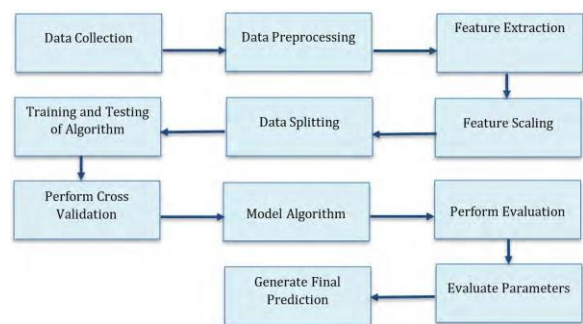 Data Collection
Data Preprocessing
Feature Extraction
Training and Testing
of Algorithm
Data Splitting
Feature Scaling
Perform Cross
Validation
Model Algorithm
Perform Evaluation
Generate Final
Prediction
Evaluate Parameters